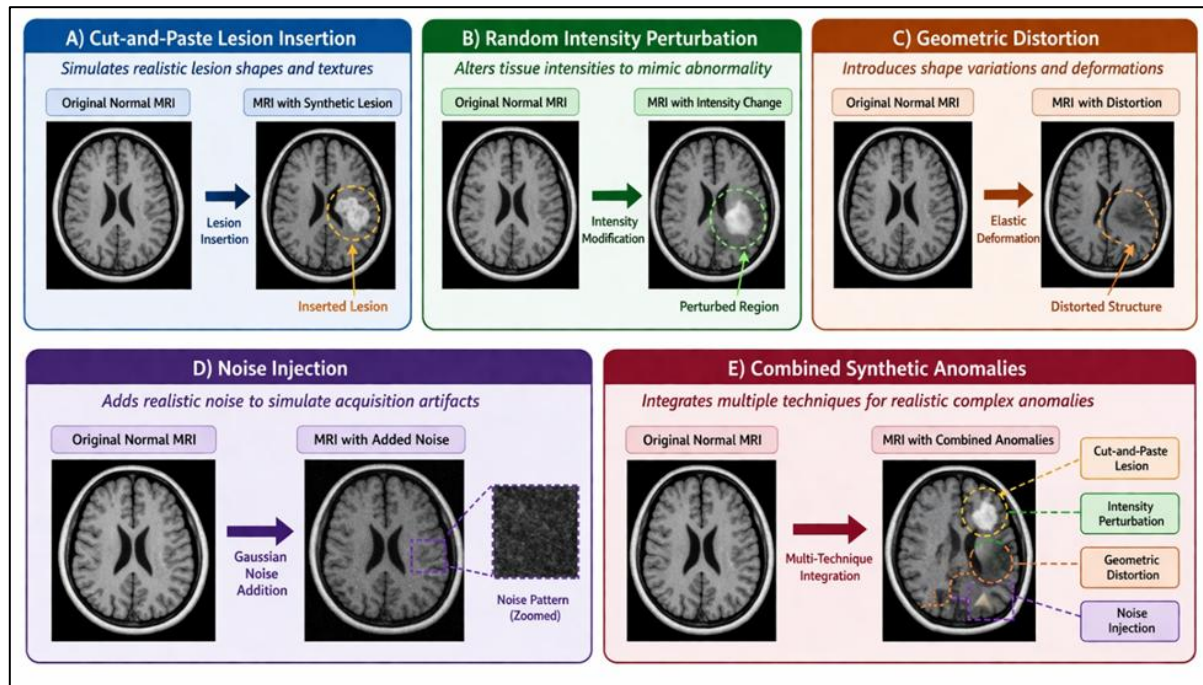 A) Cut-and-Paste Lesion Insertion
Simulates realistic lesion shapes and textures
Original Normal MRI
MRI with Synthetic Lesion
Lesion
Insertion
Inserted Lesion
B) Random Intensity Perturbation
Alters tissue intensities to mimic abnormality
Original Normal MRI
MRI with Intensity Change
Intensity
Modification
Perturbed Region
C) Geometric Distortion
Introduces shape variations and deformations
Original Normal MRI
MRI with Distortion
Elastic
Deformation
Distorted Structure
D) Noise Injection
Adds realistic noise to simulate acquisition artifacts
Original Normal MRI
MRI with Added Noise
Gaussian
Noise
Addition
Noise Pattern
(Zoomed)
E) Combined Synthetic Anomalies
Integrates multiple techniques for realistic complex anomalies
Original Normal MRI
MRI with Combined Anomalies
Multi-Technique
Integration
Cut-and-Paste
Lesion
Intensity
Perturbation
Geometric
Distortion
Noise
Injection